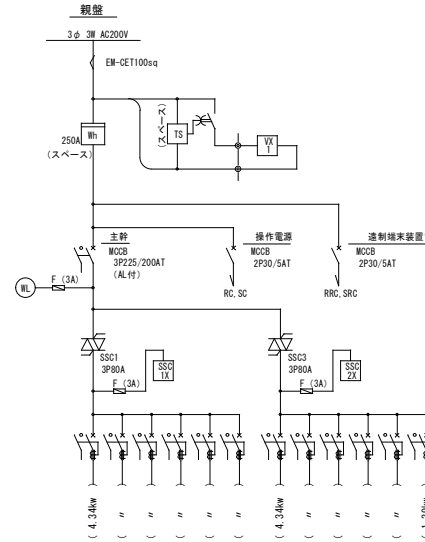 親盤
3φ 3W AC200V
EM-CET100sq
Wh
250A
(スペース)
(スペース)
TS
VX
1
主幹
MCCB
3P225/200AT
(AL付)
操作電源
MCCB
2P30/5AT
遠制端末装置
MCCB
2P30/5AT
WL
F (3A)
RC, SC
RRC, SRC
SSC1
3P80A
SSC
1X
F (3A)
SSC3
3P80A
SSC
2X
F (3A)
( 4.34kw
( 〃
( 〃
( 〃
( 〃
( 〃
( 4.34kw
( 〃
( 〃
( 〃
( 〃